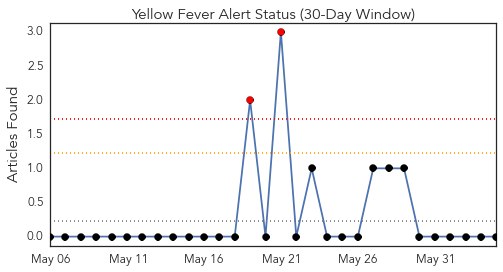 Yellow Fever Alert Status (30-Day Window)
Articles Found
3.0
2.5
2.0
1.5
1.0
0.5
0.0
May 06 May 11 May 16 May 21 May 26 May 31